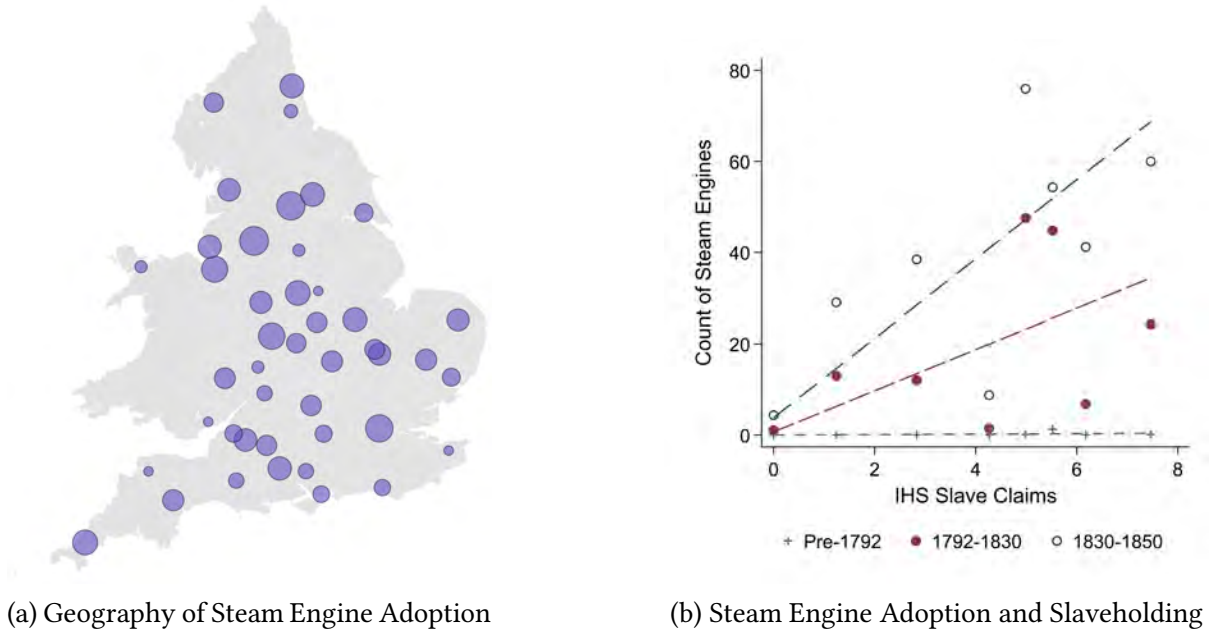 80
60
40
20
0
Count of Steam Engines
0 2 4 6 8
IHS Slave Claims
Pre-1792 1792-1830 1830-1850
(a) Geography of Steam Engine Adoption
(b) Steam Engine Adoption and Slaveholding